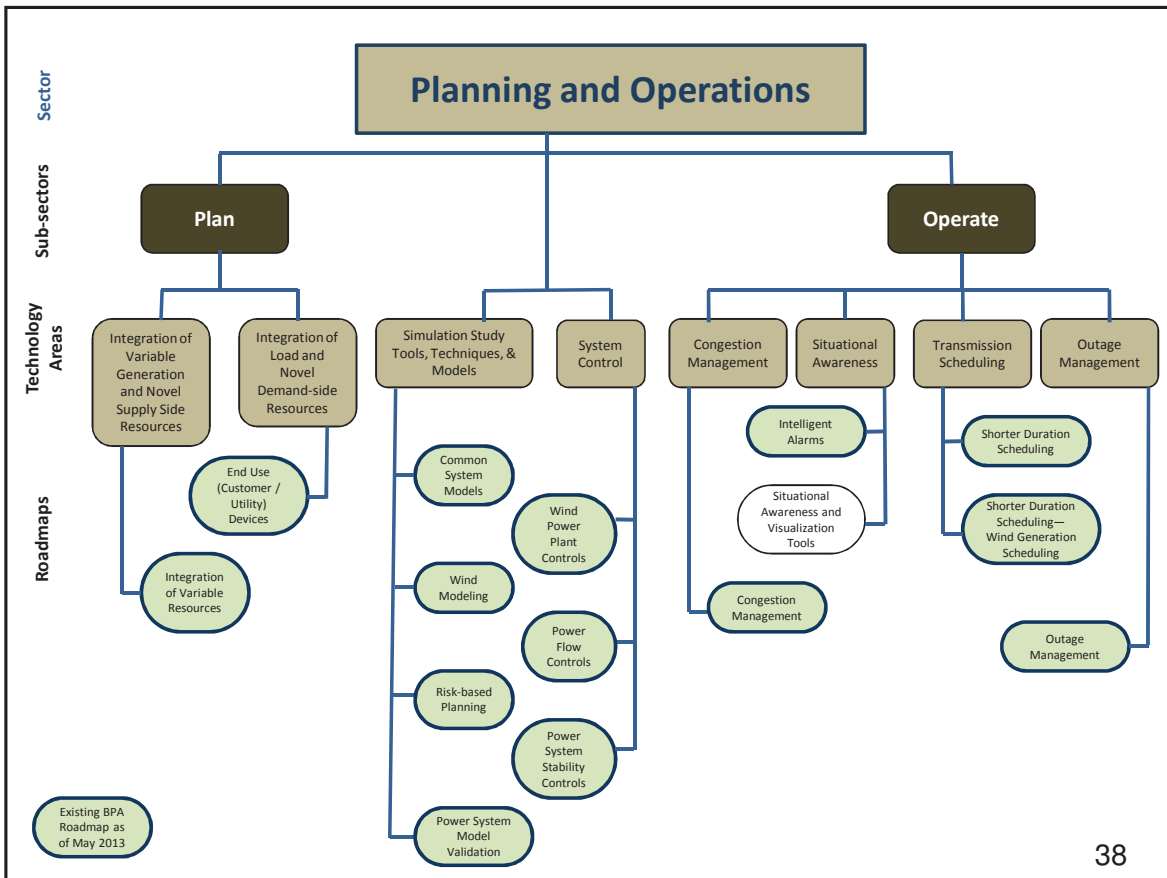 Planning and Operations
Sector
Sub-sectors
Plan
Operate
Technology
Areas
Integration of
Variable
Generation
and Novel
Supply Side
Resources
Integration of
Load and
Novel
Demand-side
Resources
Simulation Study
Tools, Techniques, &
Models
System
Control
Congestion
Management
Situational
Awareness
Transmission
Scheduling
Outage
Management
Roadmaps
End Use
(Customer /
Utility)
Devices
Integration
of Variable
Resources
Common
System
Models
Wind
Modeling
Risk-based
Planning
Power System
Model
Validation
Wind
Power
Plant
Controls
Power
Flow
Controls
Power
System
Stability
Controls
Congestion
Management
Intelligent
Alarms
Situational
Awareness and
Visualization
Tools
Shorter Duration
Scheduling
Shorter Duration
Scheduling—
Wind Generation
Scheduling
Outage
Management
Existing BPA
Roadmap as
of May 2013
38